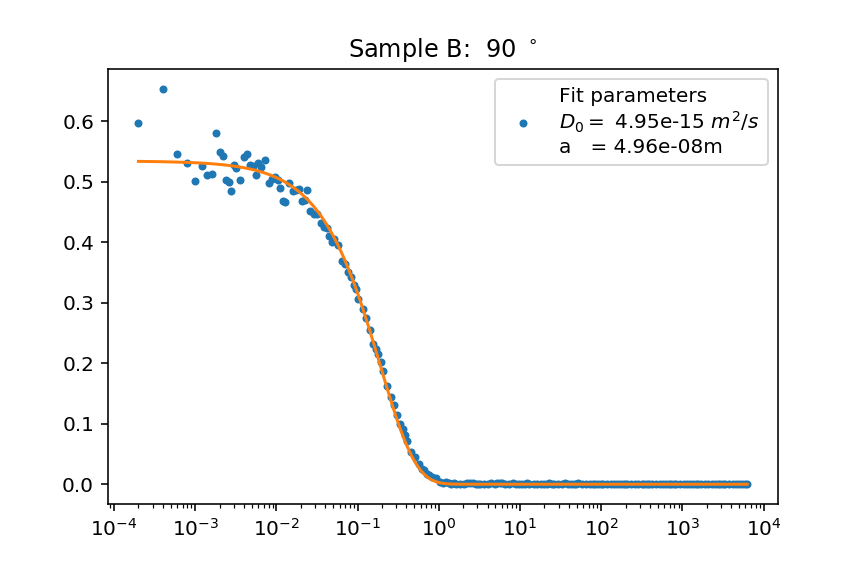 Sample B: 90 °
Fit parameters
D₀ = 4.95e-15 m²/s
a = 4.96e-08m
0.6
0.5
0.4
0.3
0.2
0.1
0.0
10⁻⁴ 10⁻³ 10⁻² 10⁻¹ 10⁰ 10¹ 10² 10³ 10⁴